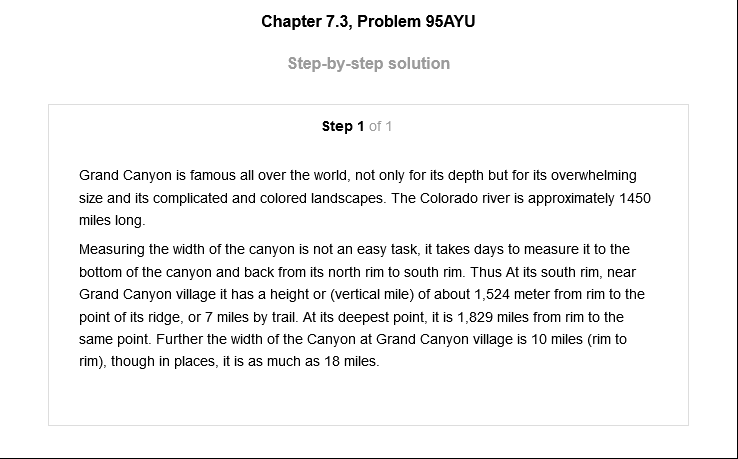 Chapter 7.3, Problem 95AYU
Step-by-step solution
Step 1 of 1
Grand Canyon is famous all over the world, not only for its depth but for its overwhelming
size and its complicated and colored landscapes. The Colorado river is approximately 1450
miles long.
Measuring the width of the canyon is not an easy task, it takes days to measure it to the
bottom of the canyon and back from its north rim to south rim. Thus At its south rim, near
Grand Canyon village it has a height or (vertical mile) of about 1,524 meter from rim to the
point of its ridge, or 7 miles by trail. At its deepest point, it is 1,829 miles from rim to the
same point. Further the width of the Canyon at Grand Canyon village is 10 miles (rim to
rim), though in places, it is as much as 18 miles.